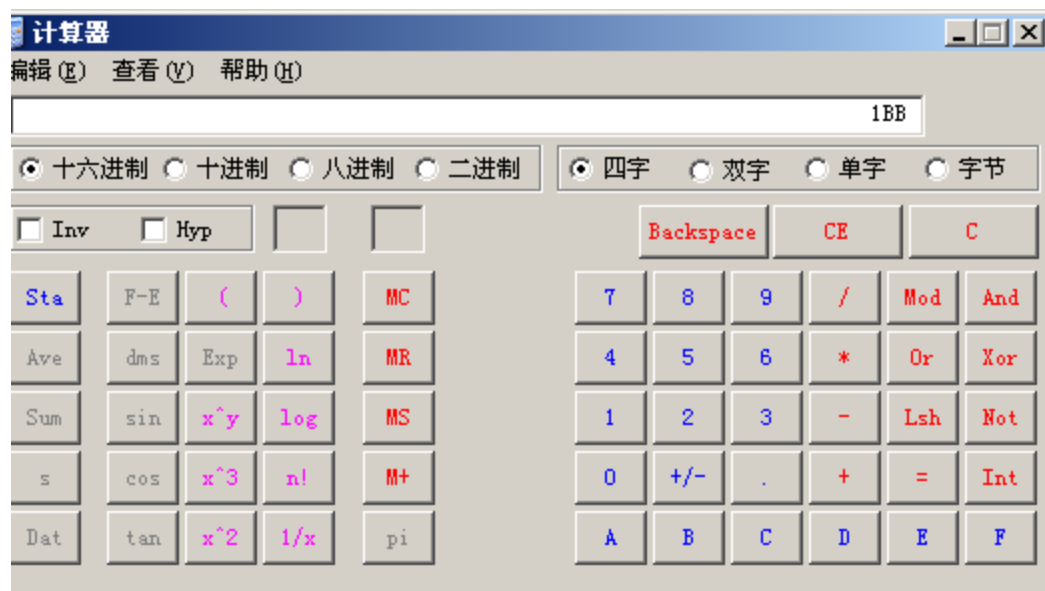 计算器
编辑(E) 查看(V) 帮助(H)
1BB
十六进制 十进制 八进制 二进制 四字 双字 单字 字节
Inv Hyp Backspace CE C
Sta F-E ( ) MC 7 8 9 / Mod And
Ave dms Exp ln MR 4 5 6 * Or Xor
Sum sin x^y log MS 1 2 3 - Lsh Not
s cos x^3 n! M+ 0 +/- . + = Int
Dat tan x^2 1/x pi A B C D E F